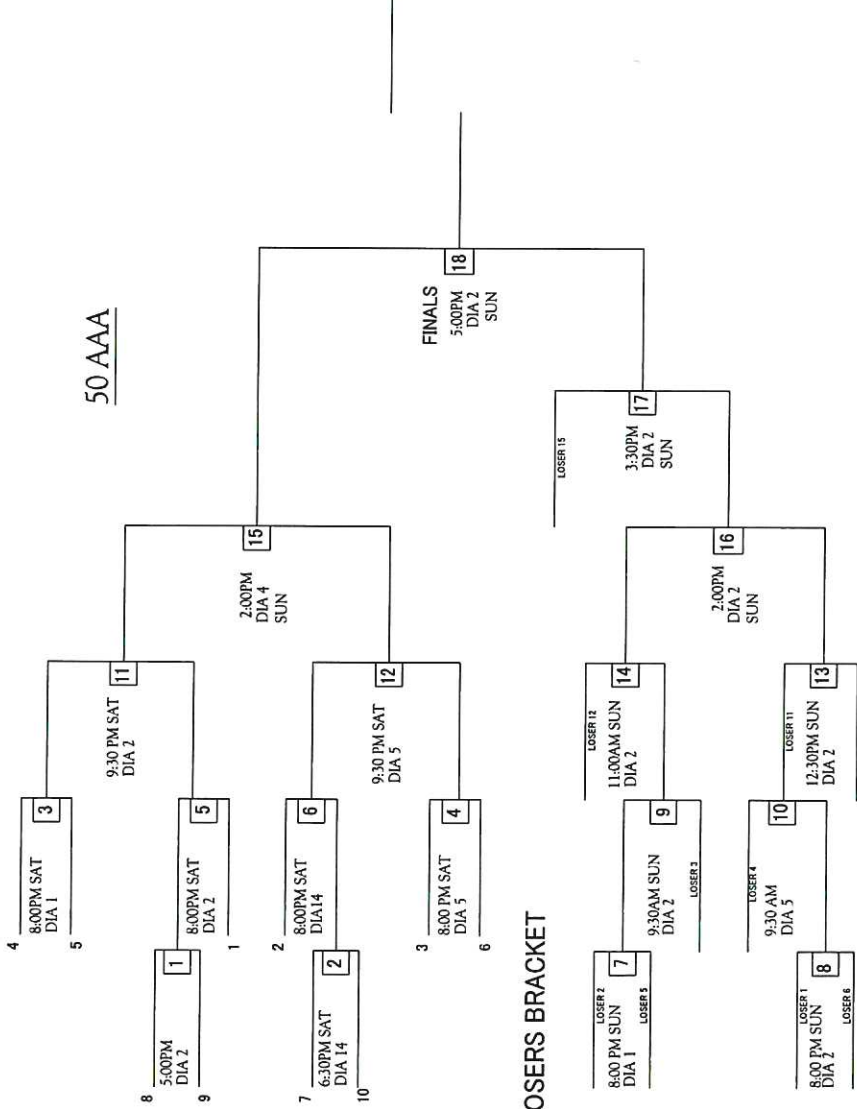 50 AAA
4
3
8:00PM SAT
DIA 1
5
11
9:30 PM SAT
DIA 2
8
1
5:00PM
DIA 2
9
5
8:00PM SAT
DIA 2
1
15
2:00PM
DIA 4
SUN
2
6
8:00PM SAT
DIA14
7
2
6:30PM SAT
DIA 14
10
12
9:30 PM SAT
DIA 5
3
4
8:00 PM SAT
DIA 5
6
FINALS
18
5:00PM
DIA 2
SUN
OSERS BRACKET
LOSER 2
7
8:00 PM SUN
DIA 1
LOSER 5
9
9:30AM SUN
DIA 2
LOSER 3
LOSER 12
14
11:00AM SUN
DIA 2
LOSER 15
17
3:30PM
DIA 2
SUN
16
2:00PM
DIA 2
SUN
LOSER 4
10
9:30 AM
DIA 5
LOSER 11
13
12:30PM SUN
DIA 2
LOSER 1
8
8:00 PM SUN
DIA 2
LOSER 6